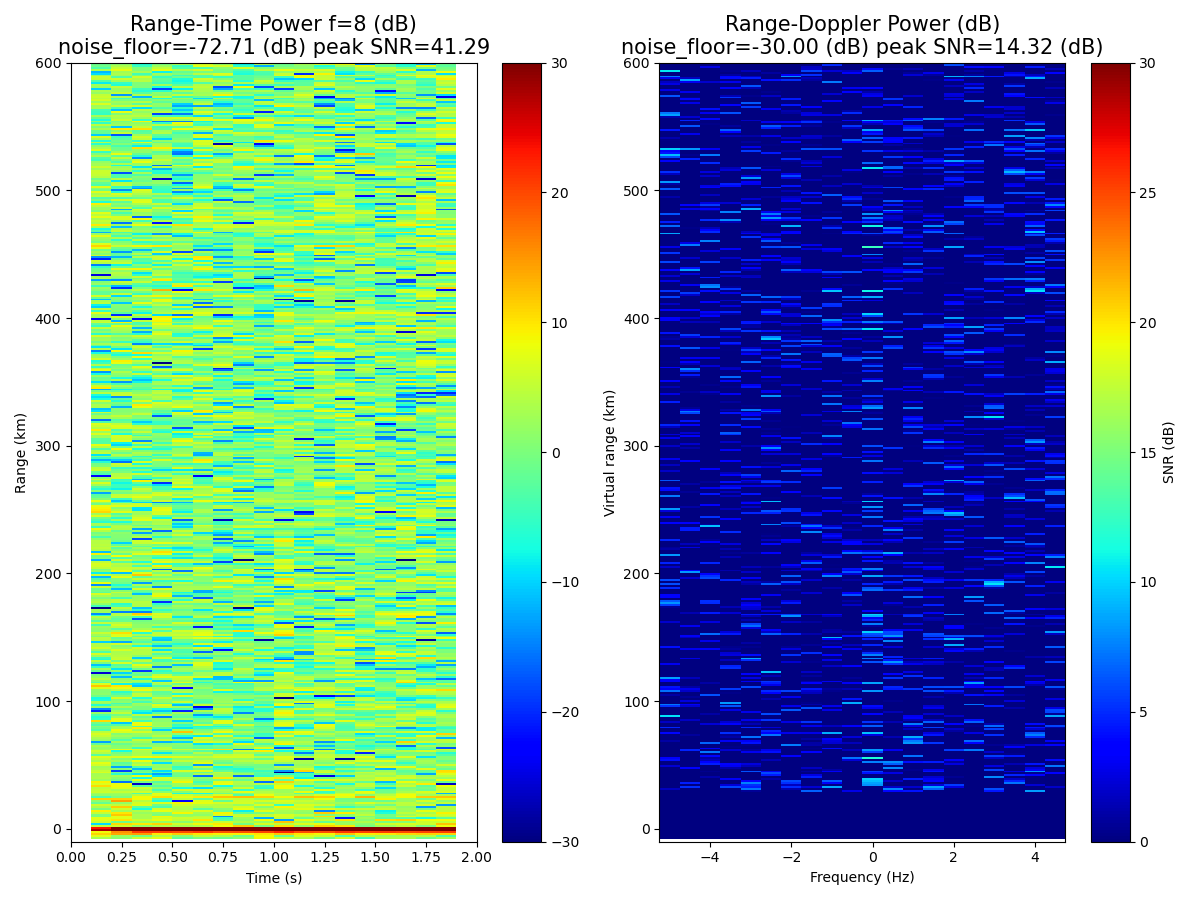 Range-Time Power f=8 (dB)
noise_floor=-72.71 (dB) peak SNR=41.29
Range-Doppler Power (dB)
noise_floor=-30.00 (dB) peak SNR=14.32 (dB)
Range (km)
600
500
400
300
200
100
0
0.00 0.25 0.50 0.75 1.00 1.25 1.50 1.75 2.00
Time (s)
30
20
10
0
−10
−20
−30
Virtual range (km)
600
500
400
300
200
100
0
−4 −2 0 2 4
Frequency (Hz)
30
25
20
15
10
5
0
SNR (dB)